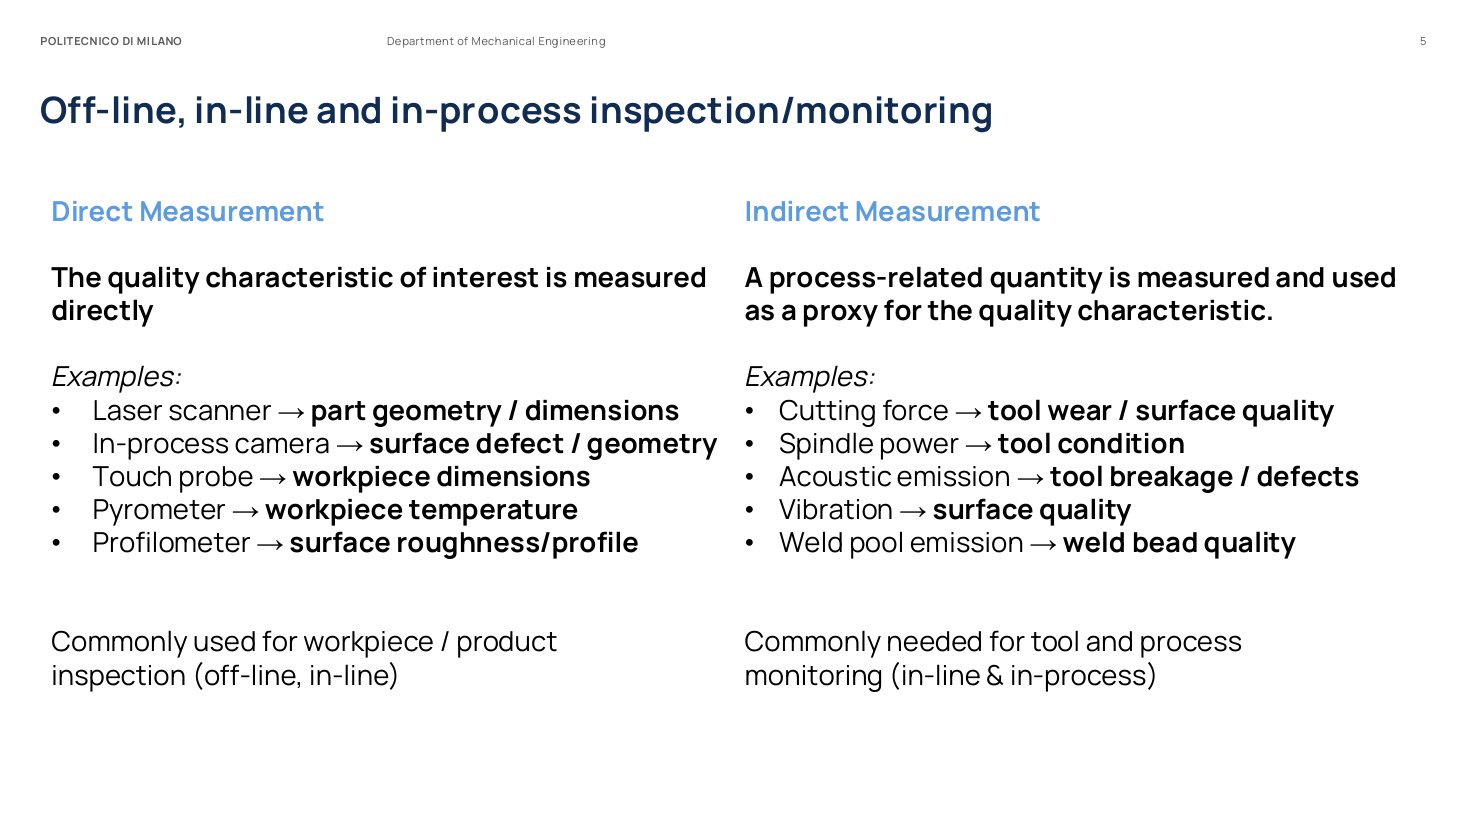 POLITECNICO DI MILANO
Department of Mechanical Engineering
5
Off-line, in-line and in-process inspection/monitoring
Direct Measurement
The quality characteristic of interest is measured
directly
Examples:
• Laser scanner → part geometry / dimensions
• In-process camera → surface defect / geometry
• Touch probe → workpiece dimensions
• Pyrometer → workpiece temperature
• Profilometer → surface roughness/profile
Commonly used for workpiece / product
inspection (off-line, in-line)
Indirect Measurement
A process-related quantity is measured and used
as a proxy for the quality characteristic.
Examples:
• Cutting force → tool wear / surface quality
• Spindle power → tool condition
• Acoustic emission → tool breakage / defects
• Vibration → surface quality
• Weld pool emission → weld bead quality
Commonly needed for tool and process
monitoring (in-line & in-process)